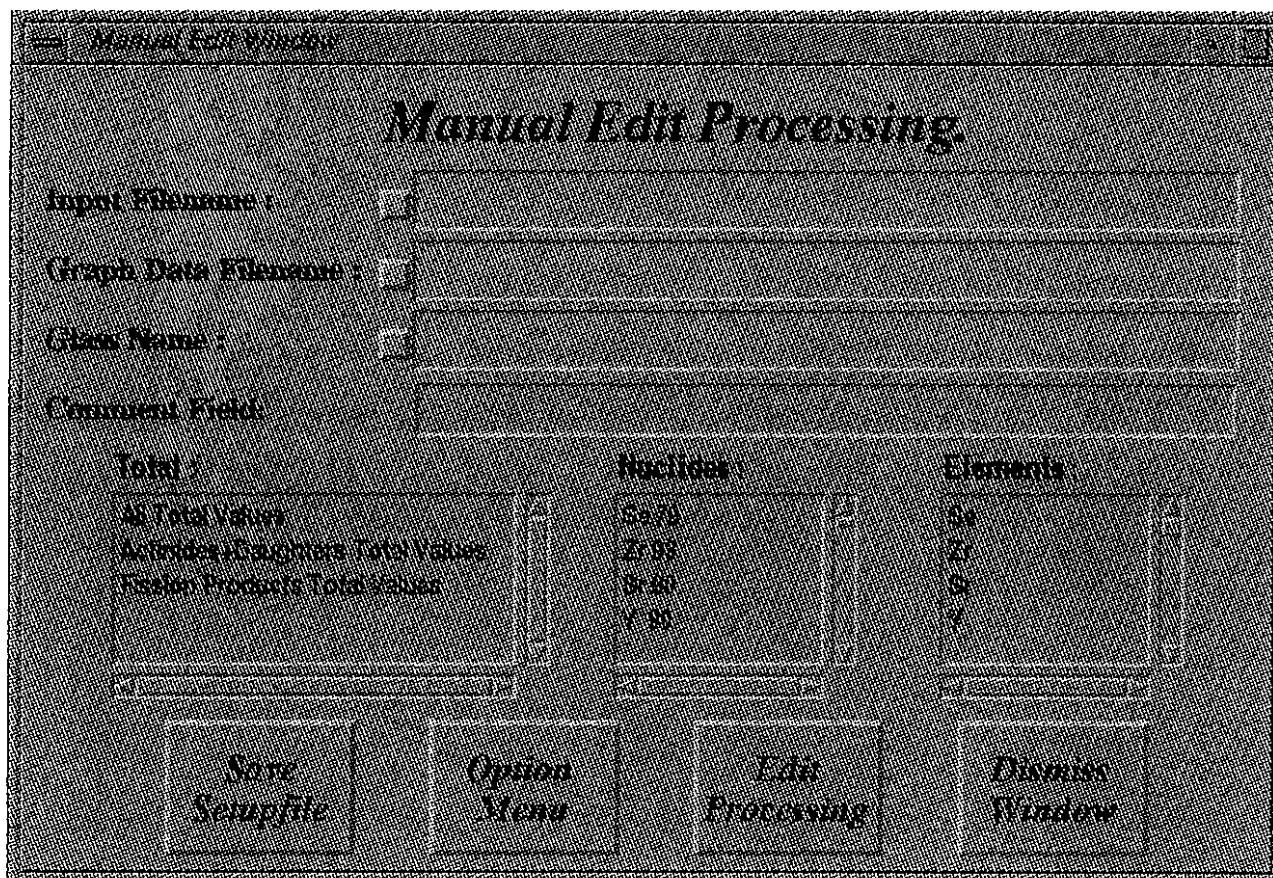 Manual Edit Window
Manual Edit Processing.
Input Filename :
Graph Data Filename :
Name :
Comment Field:
Total :
Nuclides :
Elements :
All Total Values
Actinides+Daughters Total Values
Fission Products Total Values
Zr 93
Sr 90
Y 90
Zr
Sr
Y
Save
Setupfile
Option
Menu
Edit
Processing
Dismiss
Window